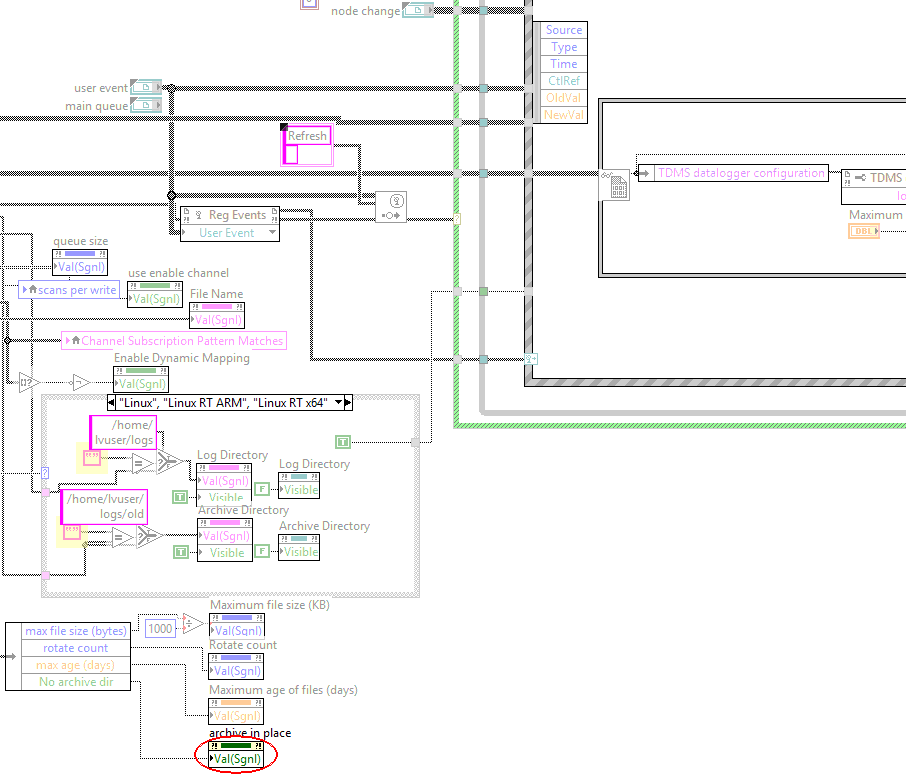 node change
Source
Type
Time
CtlRef
OldVal
NewVal
user event
main queue
Refresh
TDMS datalogger configuration
TDMS
lo
Maximum
DBL
Reg Events
User Event
queue size
Val(Sgnl)
use enable channel
scans per write
Val(Sgnl)
File Name
Val(Sgnl)
Channel Subscription Pattern Matches
Enable Dynamic Mapping
Val(Sgnl)
"Linux", "Linux RT ARM", "Linux RT x64"
/home/
lvuser/logs
T
Log Directory
Val(Sgnl)
T
Visible
Log Directory
F
Visible
/home/lvuser/
logs/old
Archive Directory
Val(Sgnl)
T
Visible
Archive Directory
F
Visible
Maximum file size (KB)
1000
Val(Sgnl)
max file size (bytes)
rotate count
max age (days)
No archive dir
Rotate count
Val(Sgnl)
Maximum age of files (days)
Val(Sgnl)
archive in place
Val(Sgnl)